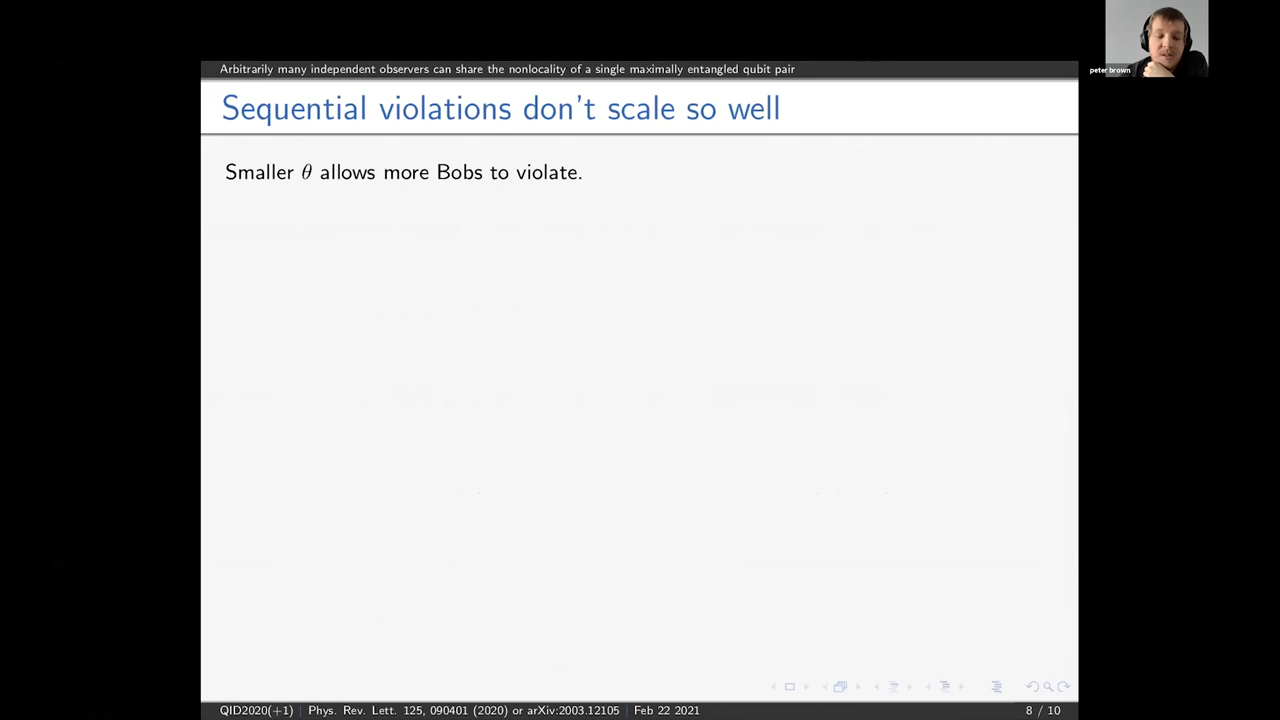 Arbitrarily many independent observers can share the nonlocality of a single maximally entangled qubit pair
peter brown
Sequential violations don't scale so well
Smaller θ allows more Bobs to violate.
QID2020(+1) | Phys. Rev. Lett. 125, 090401 (2020) or arXiv:2003.12105 | Feb 22 2021
8 / 10